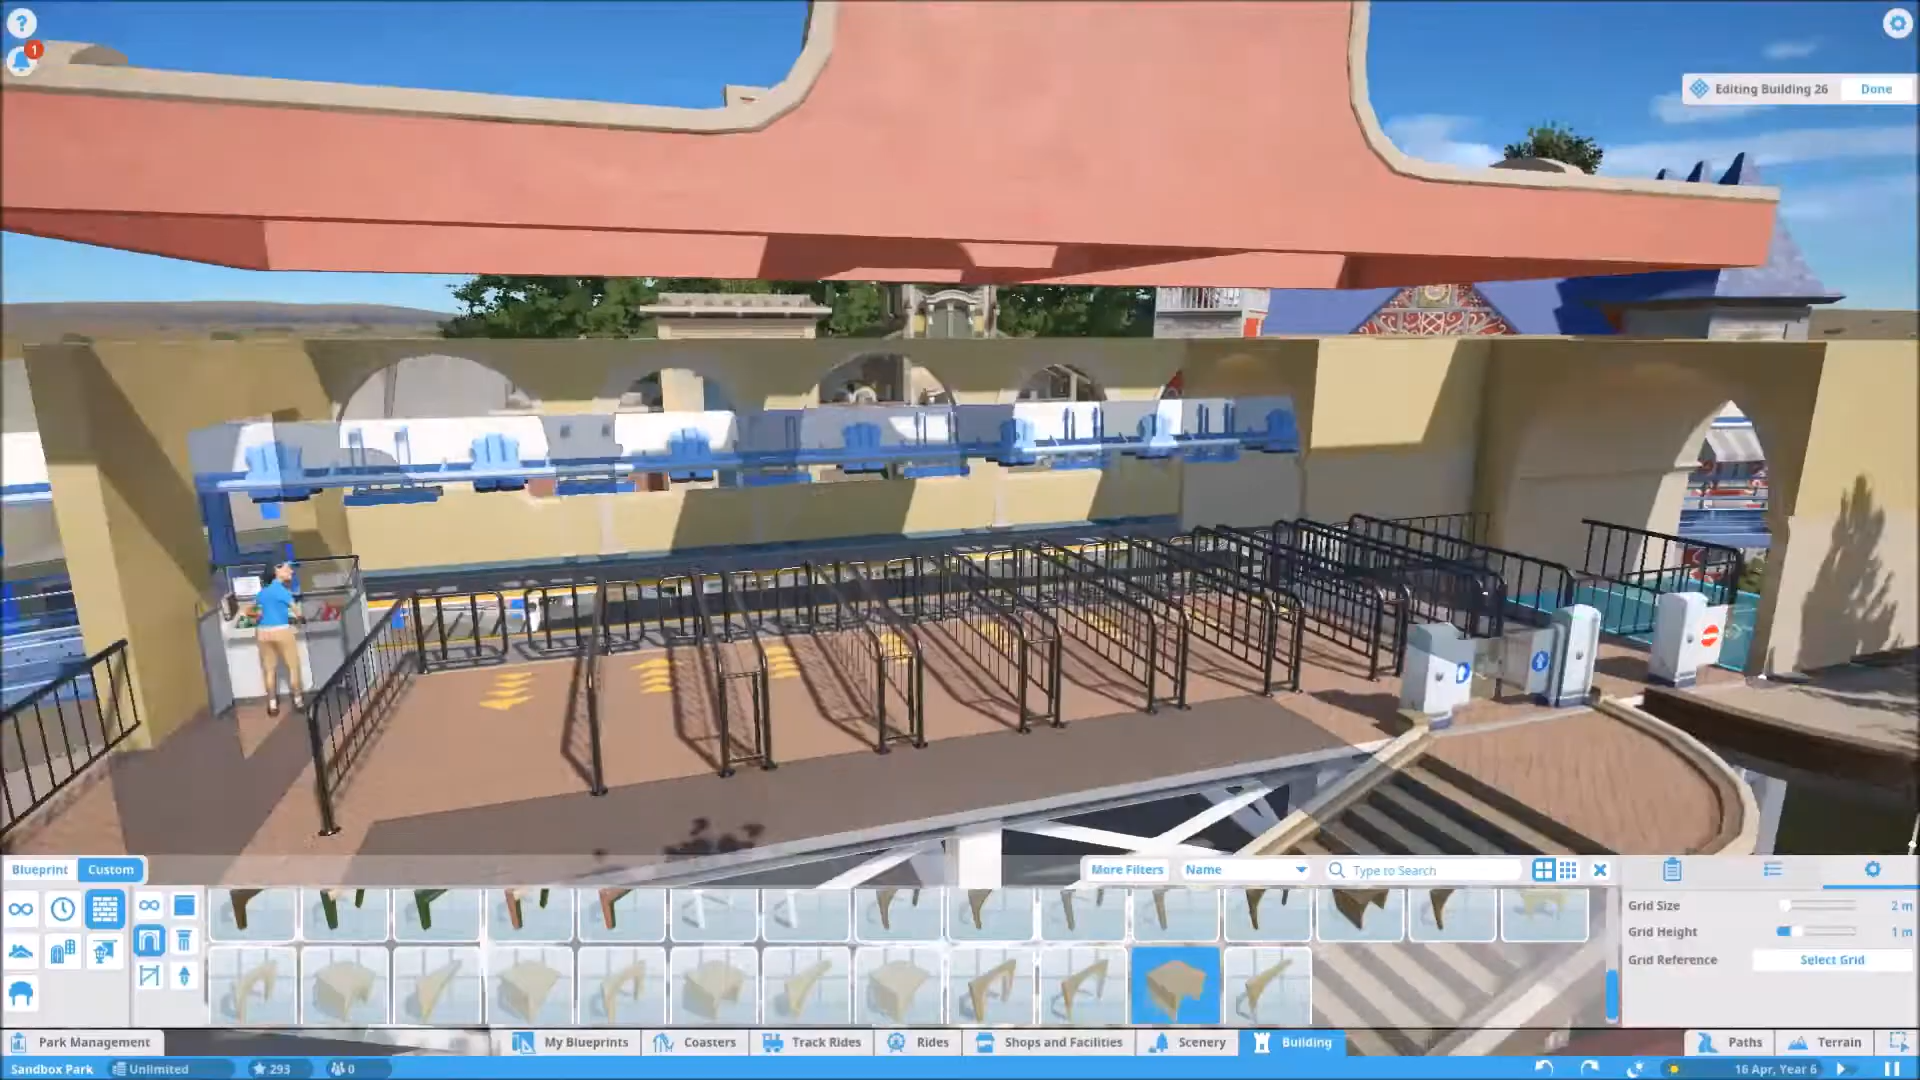 ?
1
Editing Building 26 Done
Blueprint Custom
More Filters Name Type to Search
Grid Size 2 m
Grid Height 1 m
Grid Reference Select Grid
Park Management My Blueprints Coasters Track Rides Rides Shops and Facilities Scenery Building Paths Terrain
Sandbox Park Unlimited 293 0 16 Apr, Year 6